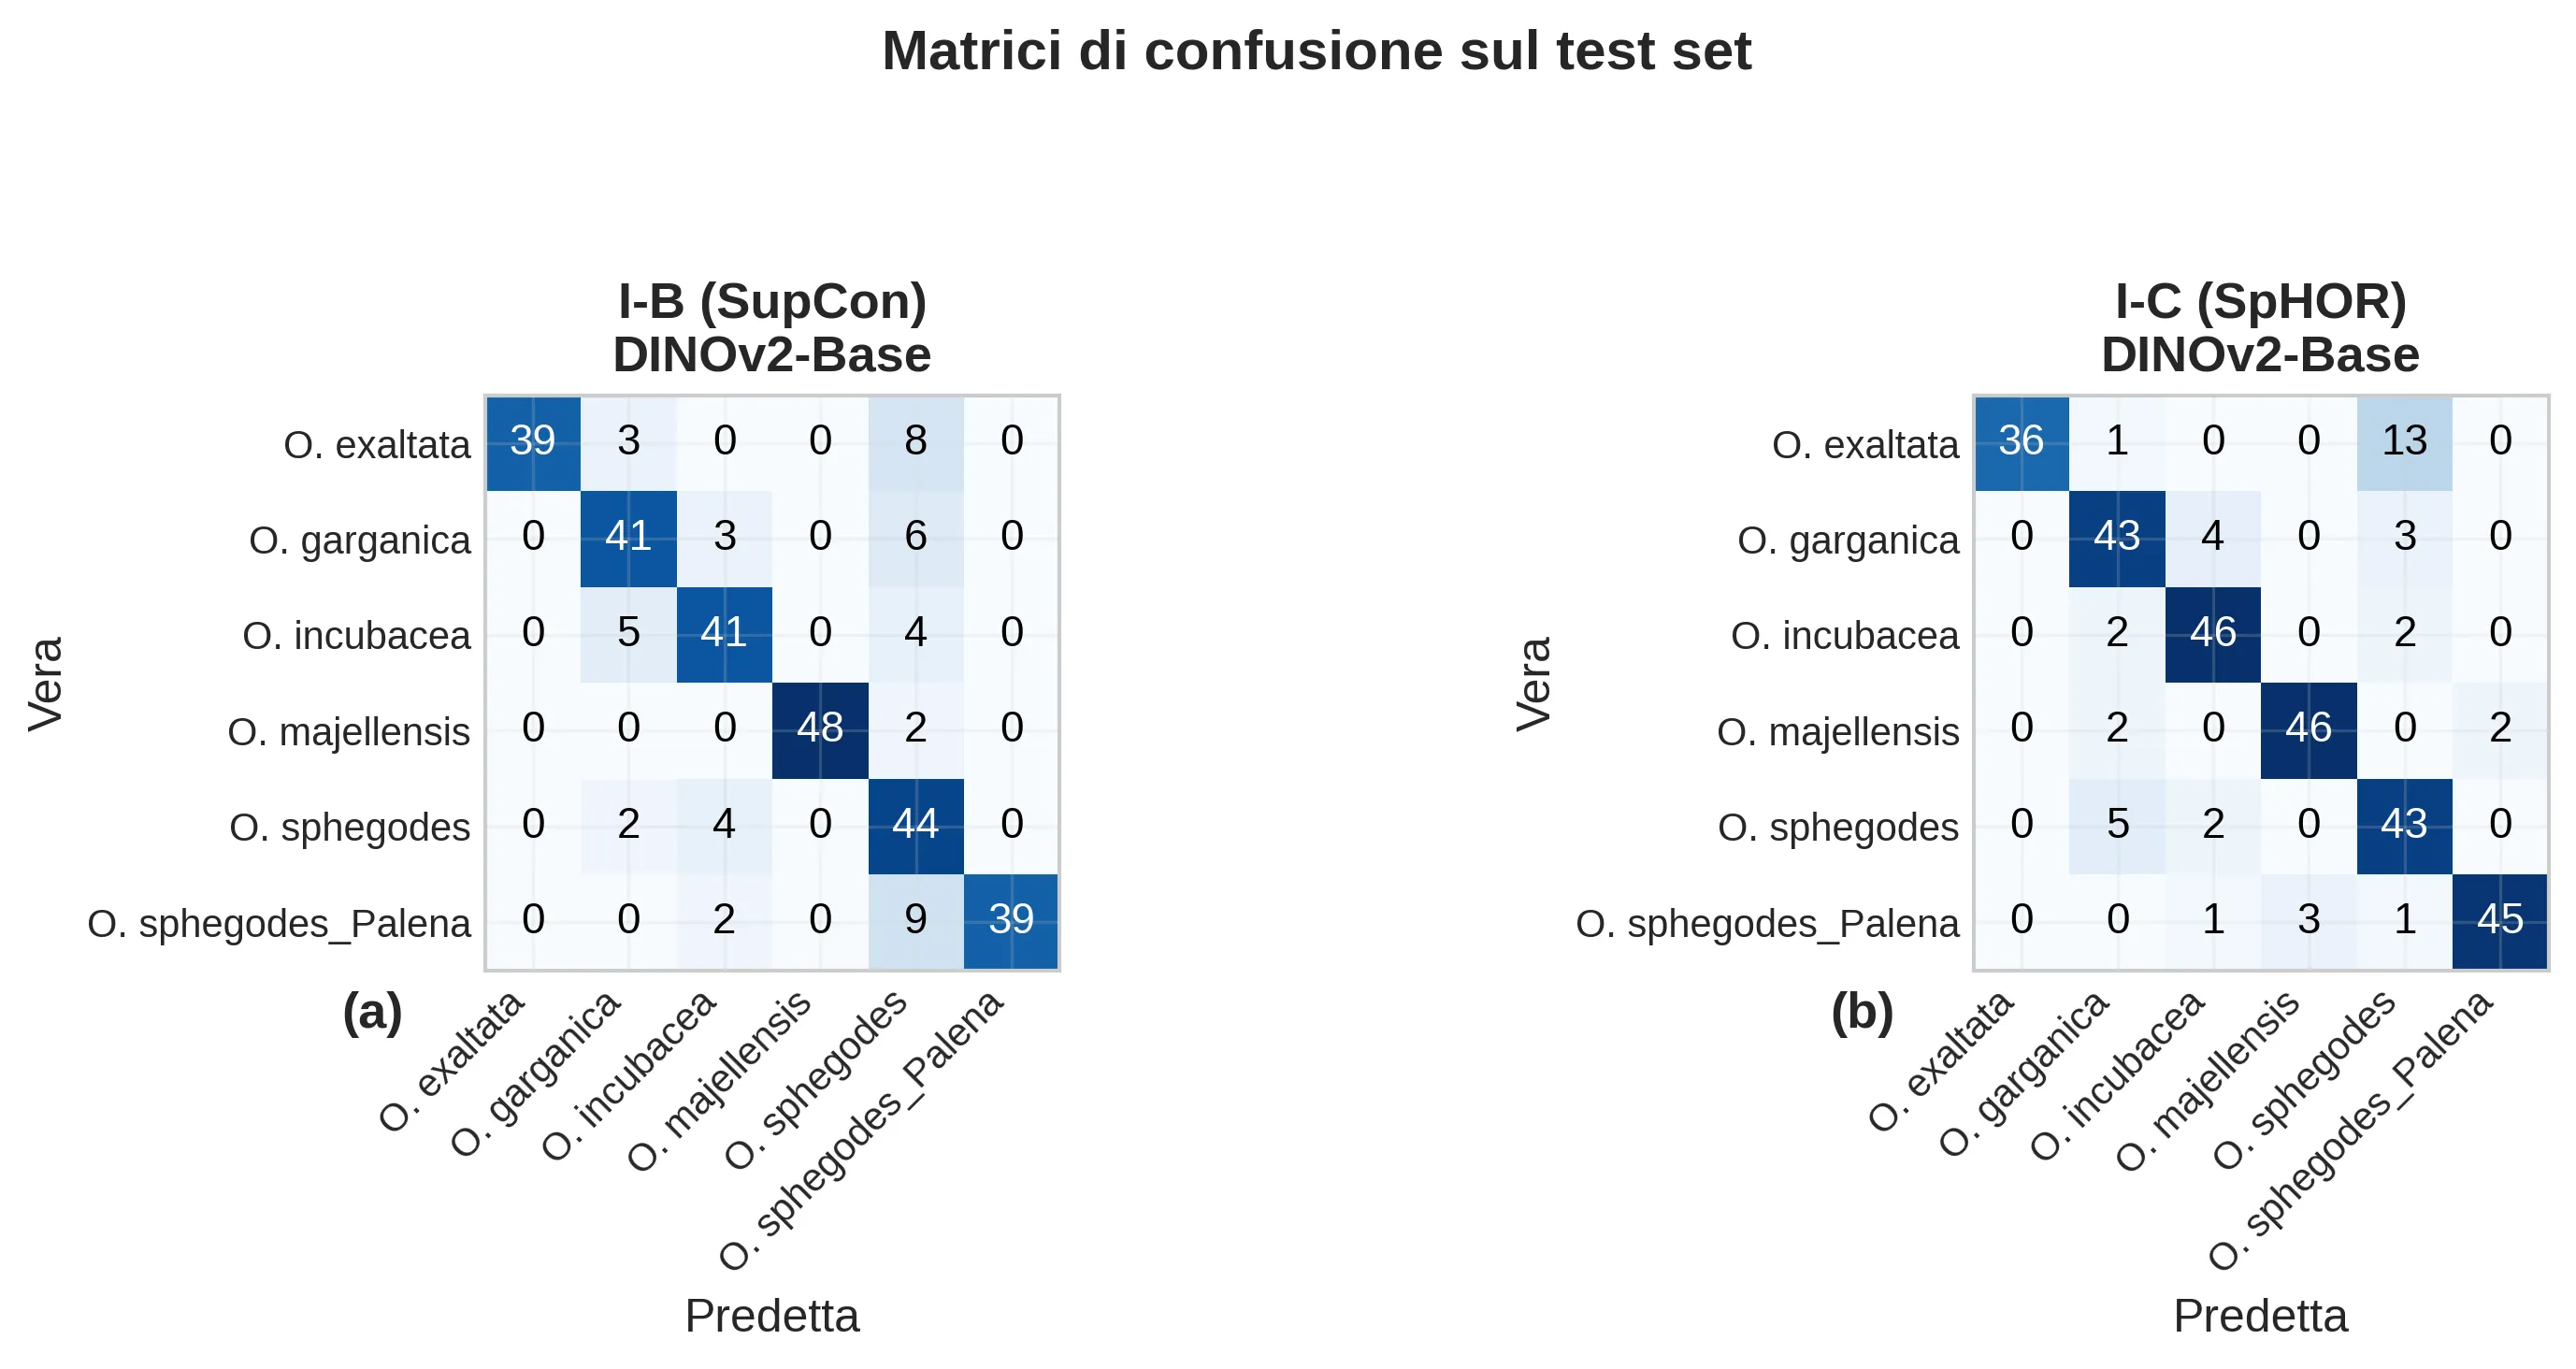 Matrici di confusione sul test set
I-B (SupCon)
DINOv2-Base
Vera
O. exaltata 39 3 0 0 8 0
O. garganica 0 41 3 0 6 0
O. incubacea 0 5 41 0 4 0
O. majellensis 0 0 0 48 2 0
O. sphegodes 0 2 4 0 44 0
O. sphegodes_Palena 0 0 2 0 9 39
(a)
O. exaltata
O. garganica
O. incubacea
O. majellensis
O. sphegodes
O. sphegodes_Palena
Predetta
I-C (SpHOR)
DINOv2-Base
Vera
O. exaltata 36 1 0 0 13 0
O. garganica 0 43 4 0 3 0
O. incubacea 0 2 46 0 2 0
O. majellensis 0 2 0 46 0 2
O. sphegodes 0 5 2 0 43 0
O. sphegodes_Palena 0 0 1 3 1 45
(b)
O. exaltata
O. garganica
O. incubacea
O. majellensis
O. sphegodes
O. sphegodes_Palena
Predetta